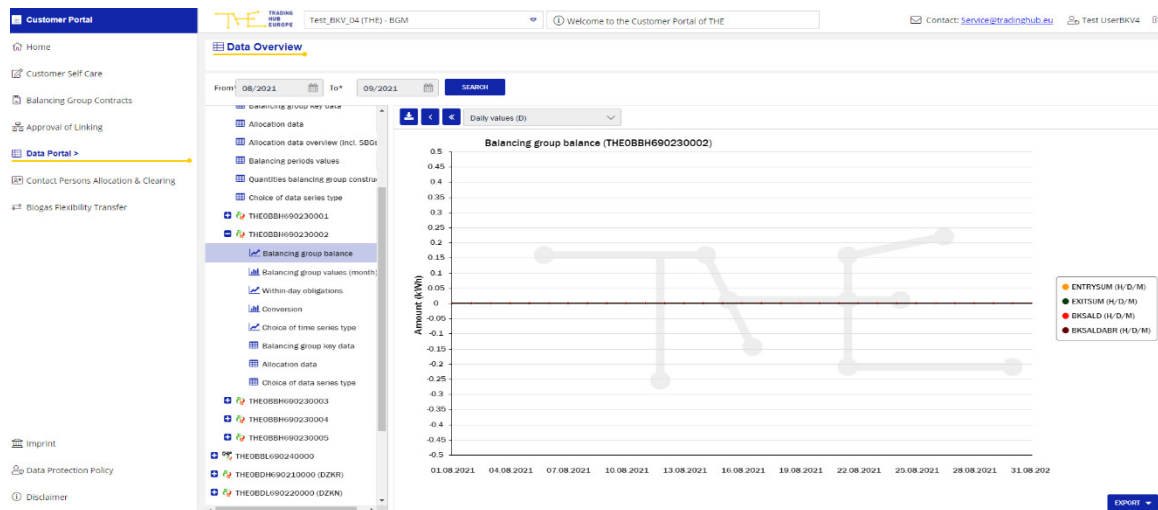 Customer Portal
TRADING
HUB
EUROPE
Test_BKV_04 (THE) - BGM
Welcome to the Customer Portal of THE
Contact: Service@tradinghub.eu
Test UserBKV4
Home
Customer Self Care
Balancing Group Contracts
Approval of Linking
Data Portal >
Contact Persons Allocation & Clearing
Biogas Flexibility Transfer
Imprint
Data Protection Policy
Disclaimer
Data Overview
From* 08/2021 To* 09/2021 SEARCH
Balancing group key data
Allocation data
Allocation data overview (incl. SBGs
Balancing periods values
Quantities balancing group constru
Choice of data series type
THE0BBH690230001
THE0BBH690230002
Balancing group balance
Balancing group values (month)
Within-day obligations
Conversion
Choice of time series type
Balancing group key data
Allocation data
Choice of data series type
THE0BBH690230003
THE0BBH690230004
THE0BBH690230005
THE0BBL690240000
THE0BDH690210000 (DZKR)
THE0BDL690220000 (DZKN)
Daily values (D)
Balancing group balance (THE0BBH690230002)
Amount (kWh)
0.5
0.45
0.4
0.35
0.3
0.25
0.2
0.15
0.1
0.05
0
-0.05
-0.1
-0.15
-0.2
-0.25
-0.3
-0.35
-0.4
-0.45
-0.5
01.08.2021 04.08.2021 07.08.2021 10.08.2021 13.08.2021 16.08.2021 19.08.2021 22.08.2021 25.08.2021 28.08.2021 31.08.202
ENTRYSUM (H/D/M)
EXITSUM (H/D/M)
BKSALD (H/D/M)
BKSALDABR (H/D/M)
EXPORT